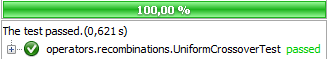 100,00 %
The test passed.(0,621 s)
operators.recombinations.UniformCrossoverTest passed